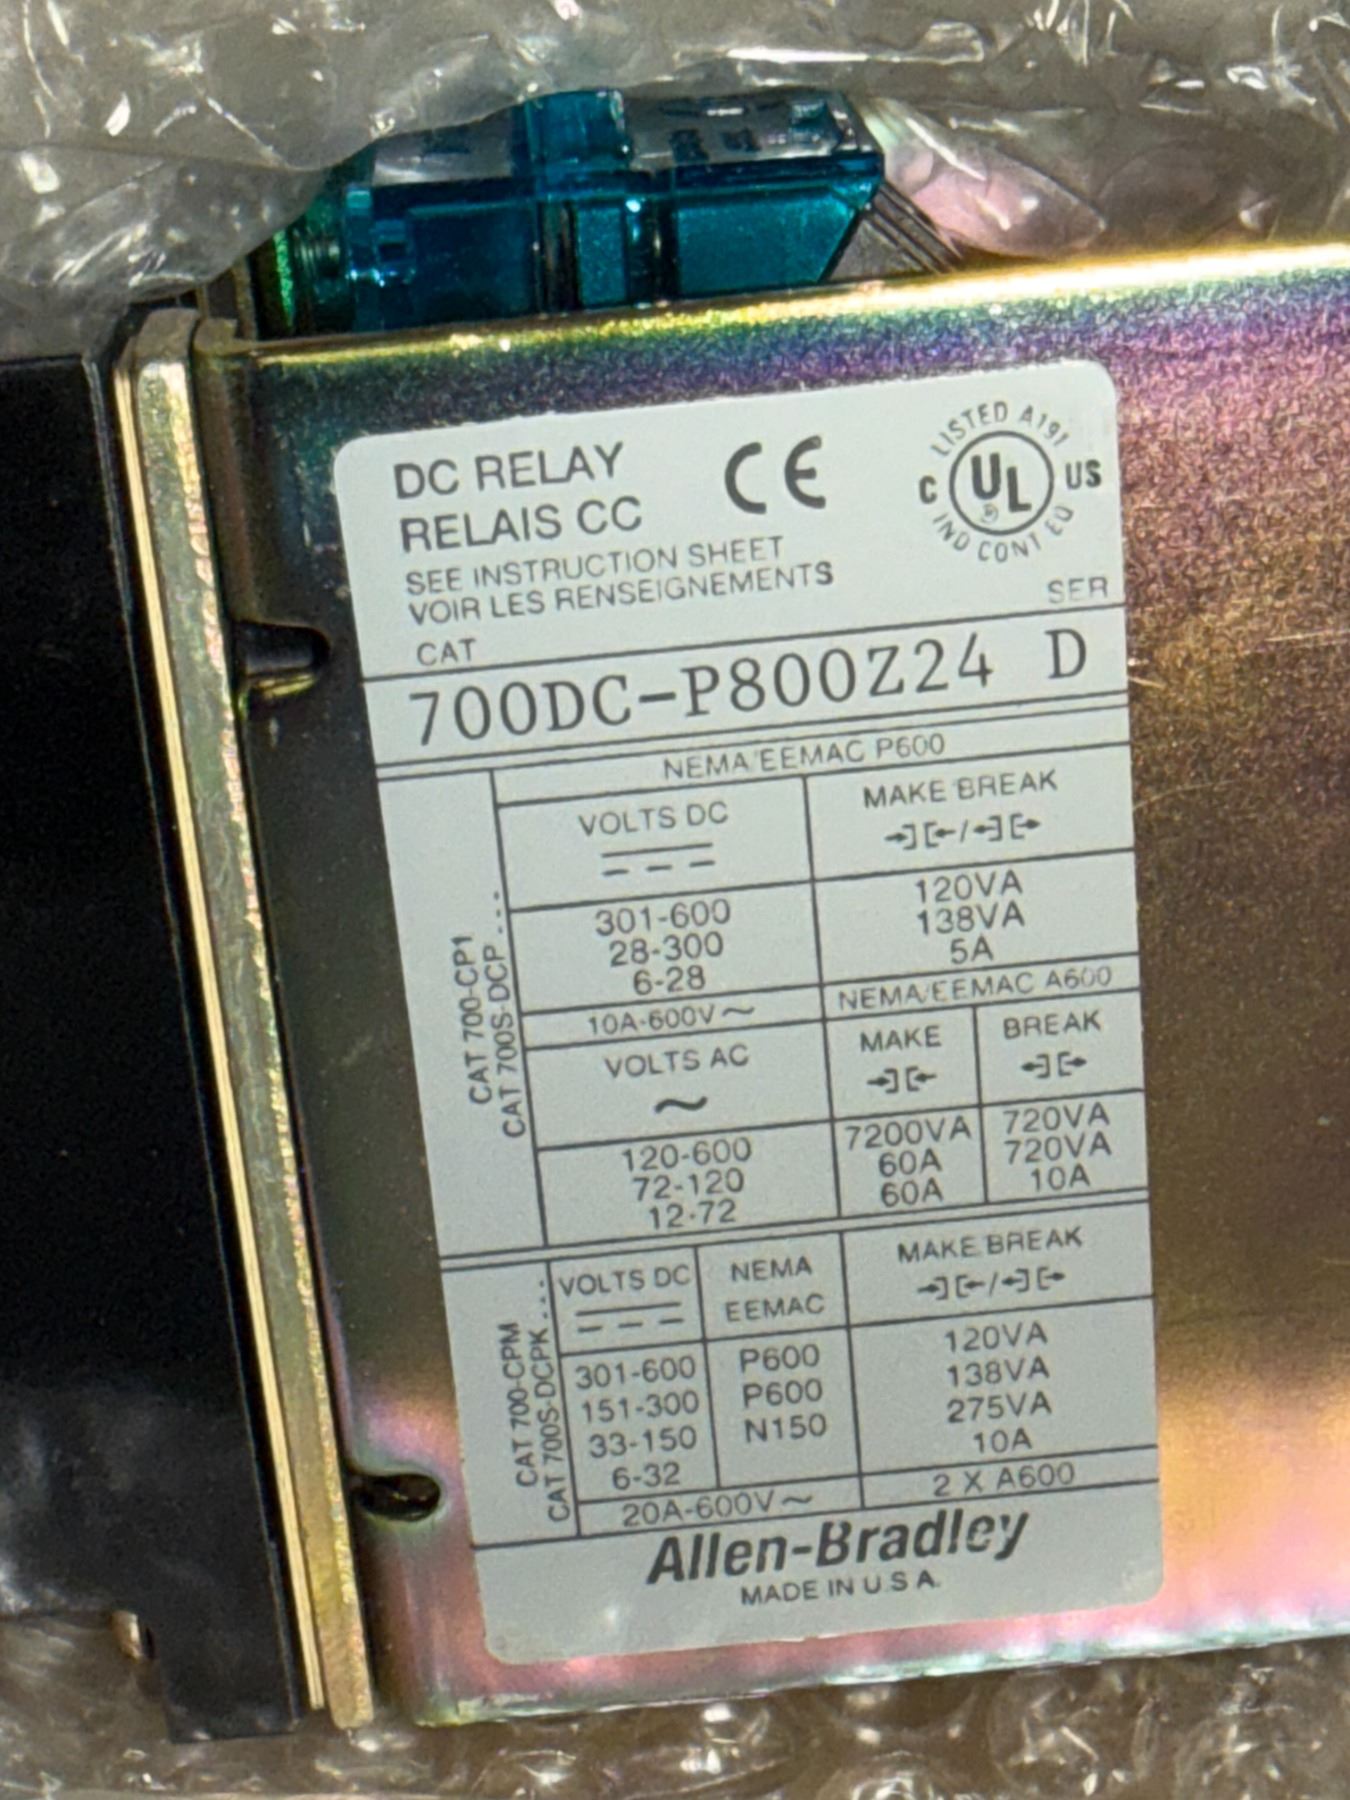 DC RELAY
RELAIS CC
SEE INSTRUCTION SHEET
VOIR LES RENSEIGNEMENTS
CE
LISTED A191
C UL US
®
IND CONT EQ
CAT SER
700DC-P800Z24 D
NEMA/EEMAC P600
VOLTS DC MAKE BREAK
301-600 120VA
28-300 138VA
6-28 5A
10A-600V~ NEMA/EEMAC A600
VOLTS AC MAKE BREAK
~
120-600 7200VA 720VA
72-120 60A 720VA
12-72 60A 10A
CAT 700-CP1
CAT 700S-DCP...
VOLTS DC NEMA MAKE BREAK
EEMAC
301-600 P600 120VA
151-300 P600 138VA
33-150 N150 275VA
6-32 10A
20A-600V~ 2 X A600
CAT 700-CPM
CAT 700S-DCPK....
Allen-Bradley
MADE IN U.S.A.